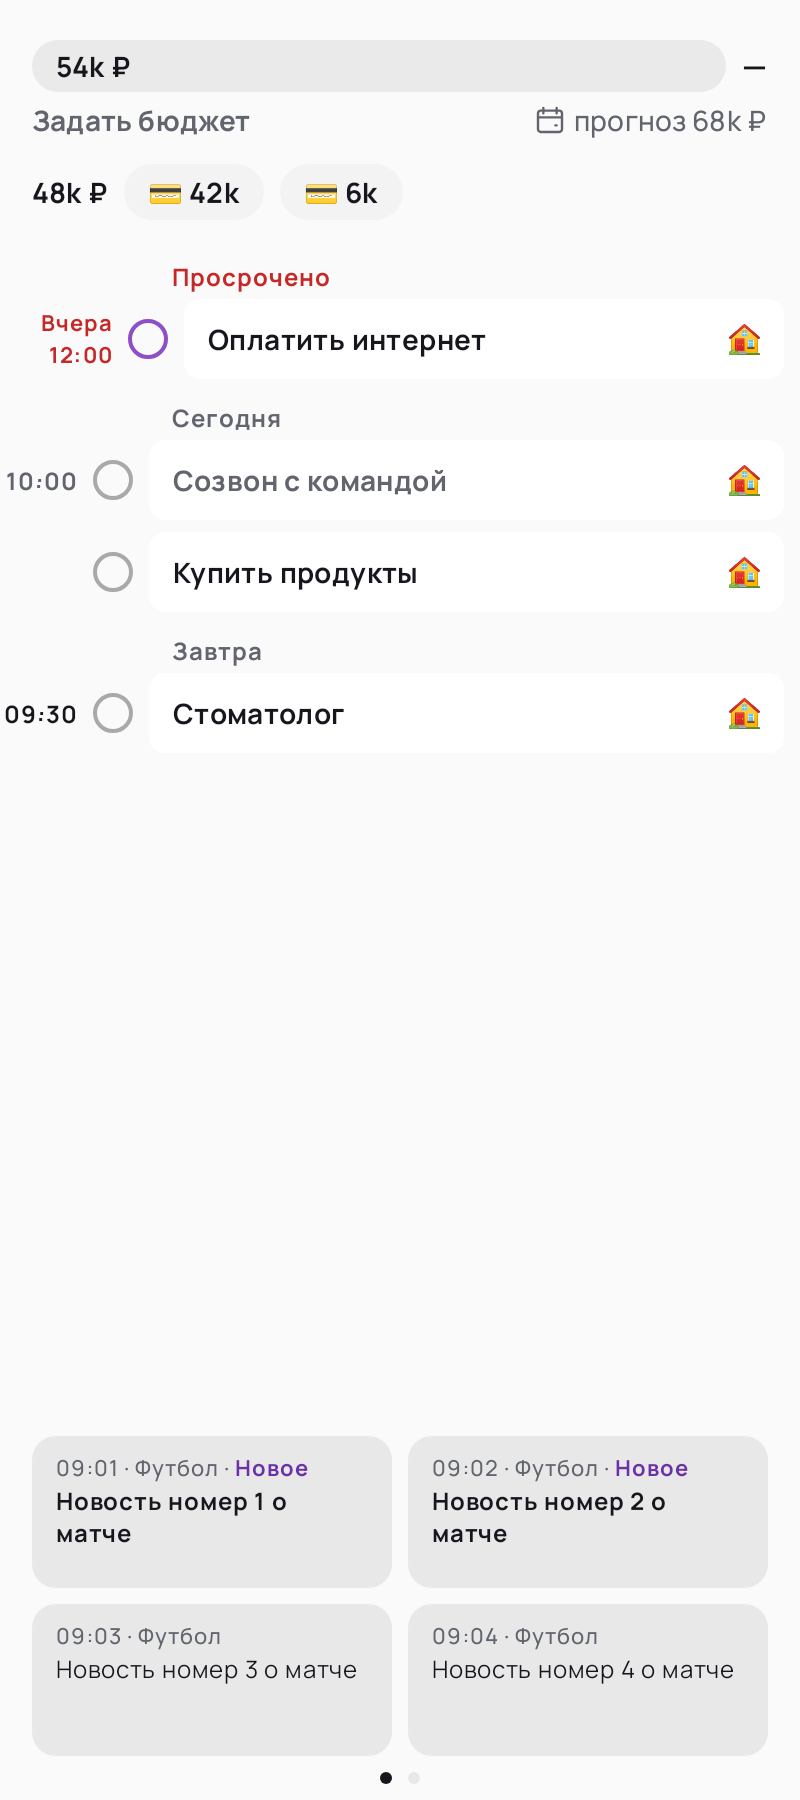 54k ₽ –
Задать бюджет прогноз 68k ₽
48k ₽ 42k 6k
Просрочено
Вчера
12:00
Оплатить интернет
Сегодня
10:00 Созвон с командой
Купить продукты
Завтра
09:30 Стоматолог
09:01 · Футбол · Новое
Новость номер 1 о
матче
09:02 · Футбол · Новое
Новость номер 2 о
матче
09:03 · Футбол
Новость номер 3 о матче
09:04 · Футбол
Новость номер 4 о матче